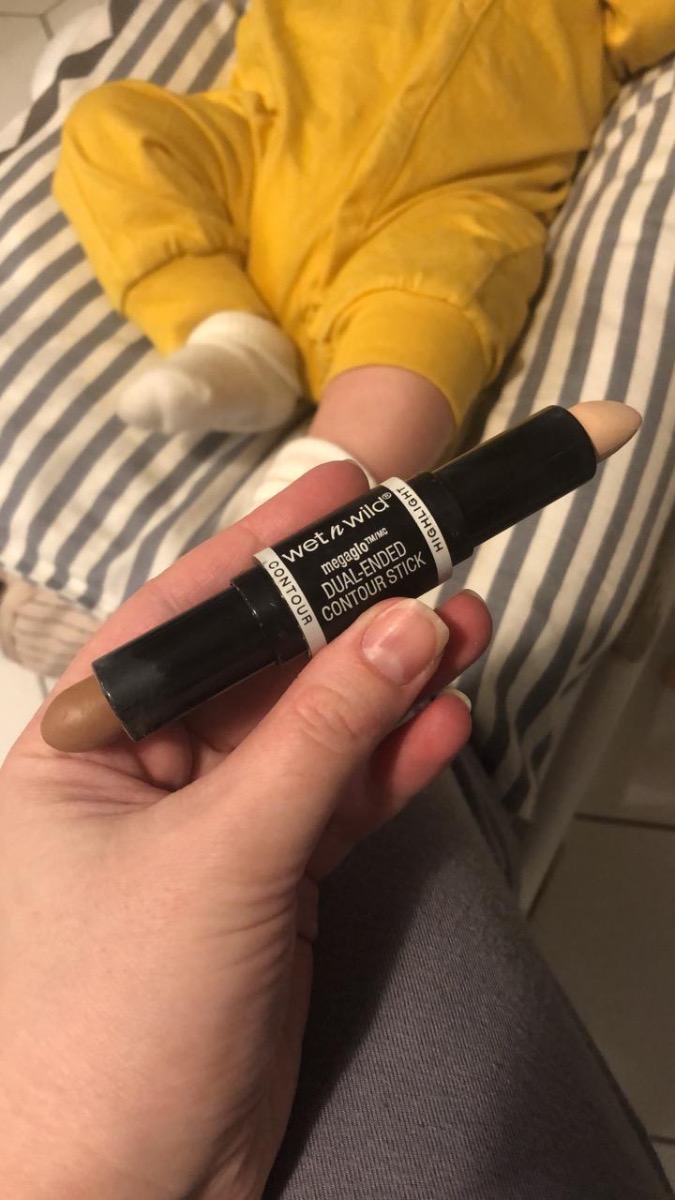 CONTOUR
wet n wild®
megaglo™/MC
DUAL-ENDED
CONTOUR STICK
HIGHLIGHT